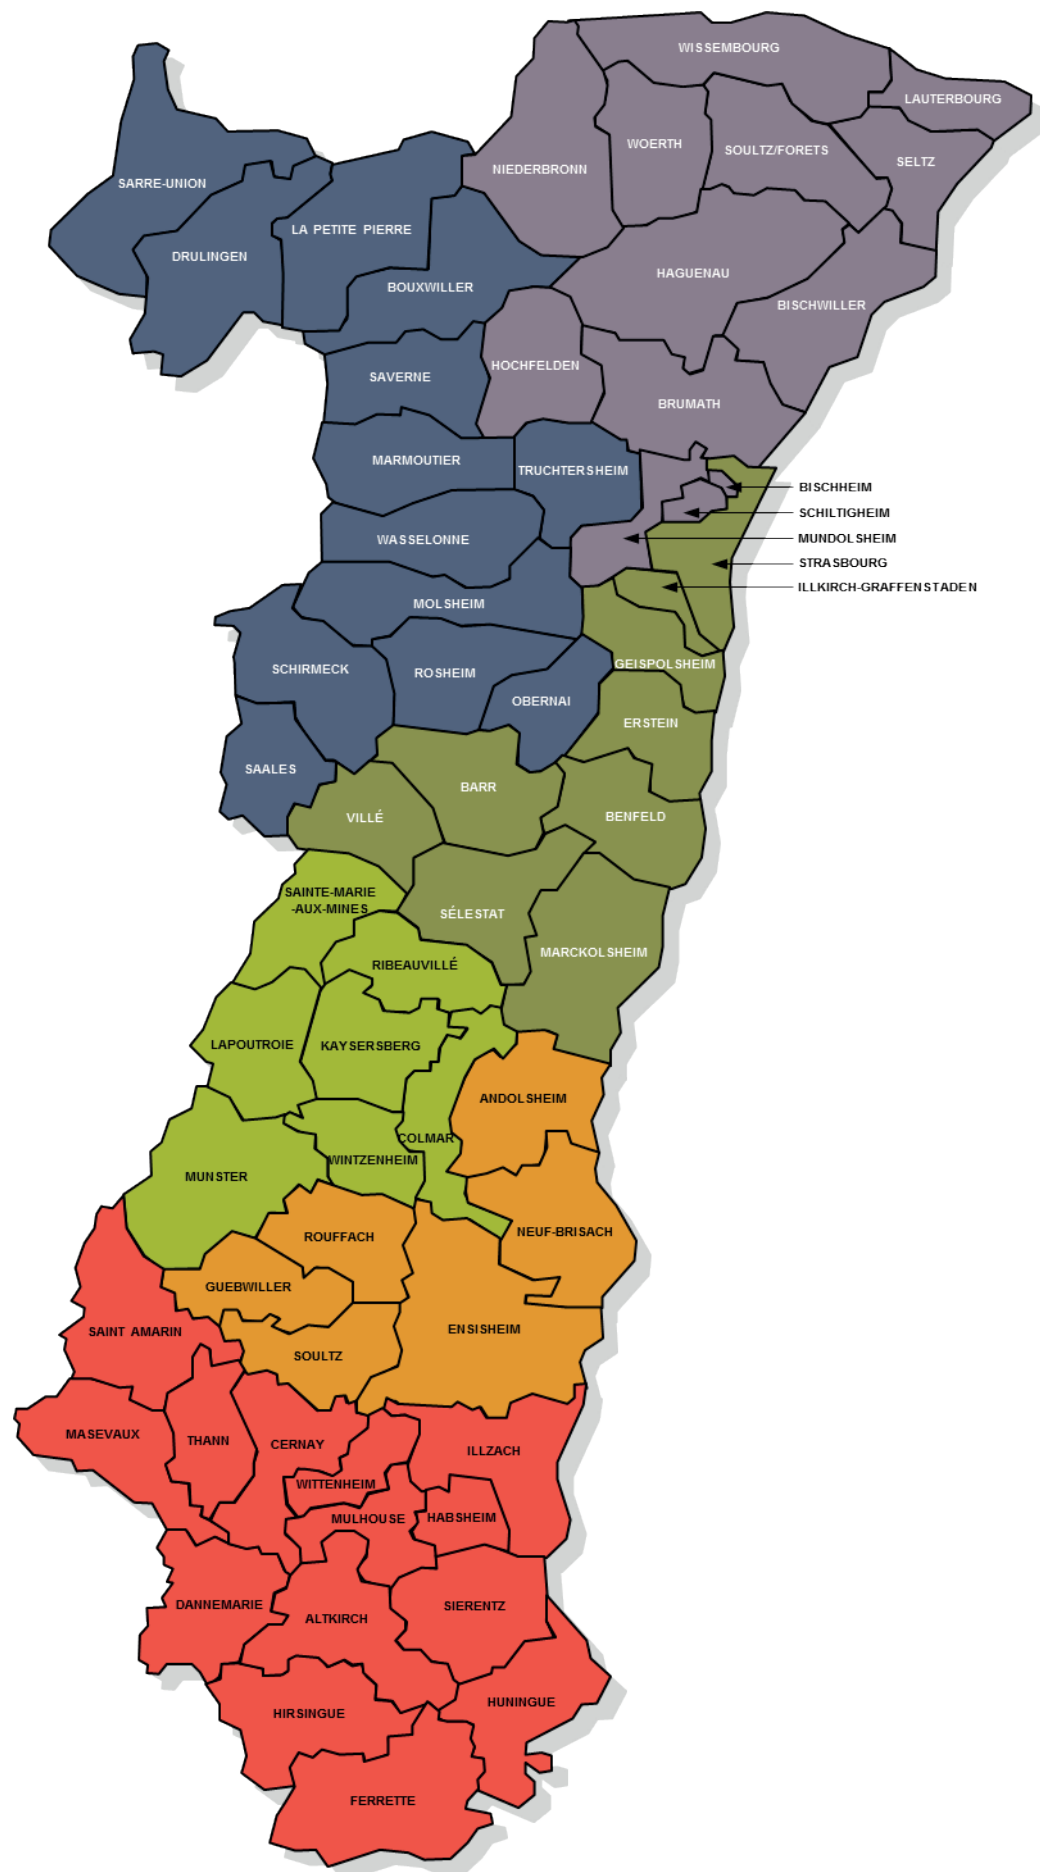 WISSEMBOURG
LAUTERBOURG
WOERTH
SOULTZ/FORETS
SELTZ
NIEDERBRONN
SARRE-UNION
LA PETITE PIERRE
DRULINGEN
HAGUENAU
BOUXWILLER
BISCHWILLER
HOCHFELDEN
SAVERNE
BRUMATH
MARMOUTIER
TRUCHTERSHEIM
BISCHHEIM
SCHILTIGHEIM
WASSELONNE
MUNDOLSHEIM
STRASBOURG
ILLKIRCH-GRAFFENSTADEN
MOLSHEIM
GEISPOLSHEIM
SCHIRMECK
ROSHEIM
OBERNAI
ERSTEIN
SAALES
BARR
VILLÉ
BENFELD
SAINTE-MARIE
-AUX-MINES
SÉLESTAT
MARCKOLSHEIM
RIBEAUVILLÉ
LAPOUTROIE
KAYSERSBERG
ANDOLSHEIM
COLMAR
WINTZENHEIM
MUNSTER
NEUF-BRISACH
ROUFFACH
GUEBWILLER
SAINT AMARIN
ENSISHEIM
SOULTZ
MASEVAUX
THANN
CERNAY
ILLZACH
WITTENHEIM
MULHOUSE
HABSHEIM
DANNEMARIE
SIERENTZ
ALTKIRCH
HUNINGUE
HIRSINGUE
FERRETTE